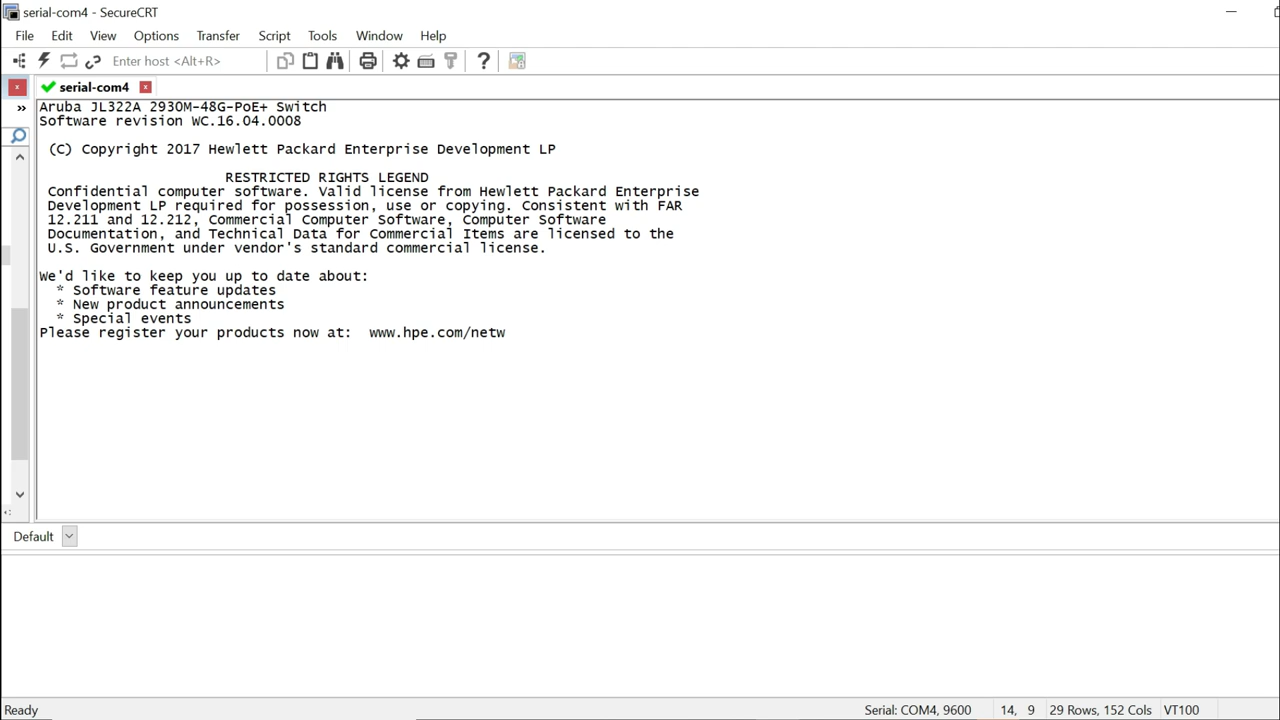 serial-com4 - SecureCRT
File Edit View Options Transfer Script Tools Window Help
Enter host <Alt+R>
serial-com4
Aruba JL322A 2930M-48G-PoE+ Switch
Software revision WC.16.04.0008
(C) Copyright 2017 Hewlett Packard Enterprise Development LP
RESTRICTED RIGHTS LEGEND
Confidential computer software. Valid license from Hewlett Packard Enterprise
Development LP required for possession, use or copying. Consistent with FAR
12.211 and 12.212, Commercial Computer Software, Computer Software
Documentation, and Technical Data for Commercial Items are licensed to the
U.S. Government under vendor's standard commercial license.
We'd like to keep you up to date about:
* Software feature updates
* New product announcements
* Special events
Please register your products now at:  www.hpe.com/netw
Default
Ready Serial: COM4, 9600 14, 9 29 Rows, 152 Cols VT100